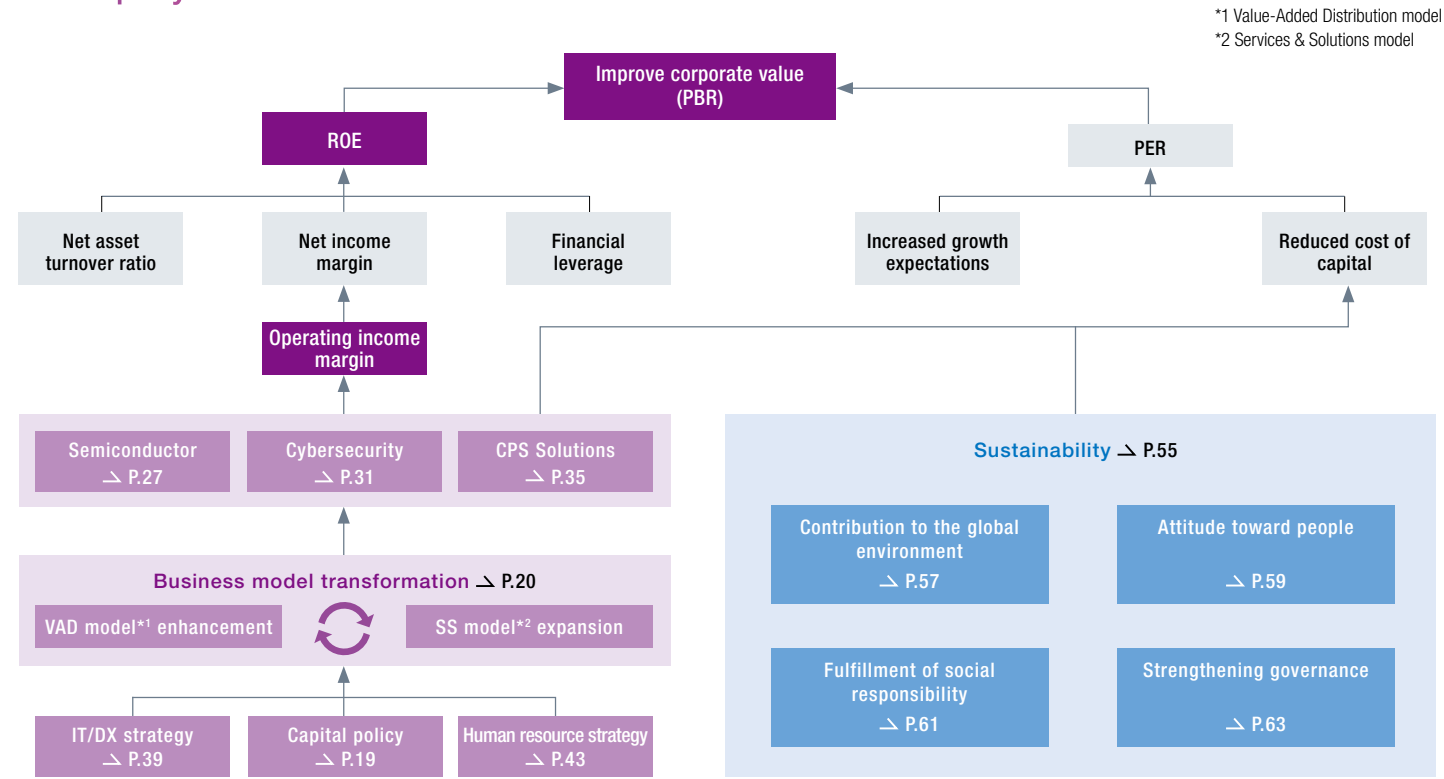 *1 Value-Added Distribution model
*2 Services & Solutions model
Improve corporate value
(PBR)
ROE
PER
Net asset
turnover ratio
Net income
margin
Financial
leverage
Increased growth
expectations
Reduced cost of
capital
Operating income
margin
Semiconductor
→ P.27
Cybersecurity
→ P.31
CPS Solutions
→ P.35
Business model transformation → P.20
VAD model*1 enhancement
SS model*2 expansion
IT/DX strategy
→ P.39
Capital policy
→ P.19
Human resource strategy
→ P.43
Sustainability → P.55
Contribution to the global
environment
→ P.57
Attitude toward people
→ P.59
Fulfillment of social
responsibility
→ P.61
Strengthening governance
→ P.63